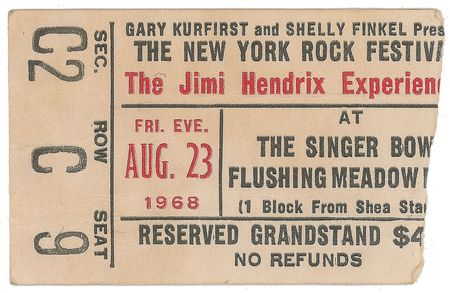 SEC. ROW SEAT
C2 C 9
GARY KURFIRST and SHELLY FINKEL Pres
THE NEW YORK ROCK FESTIVA
The Jimi Hendrix Experienc
FRI. EVE.
AUG. 23
1968
AT
THE SINGER BOW
FLUSHING MEADOW
(1 Block From Shea Sta
RESERVED GRANDSTAND $4
NO REFUNDS